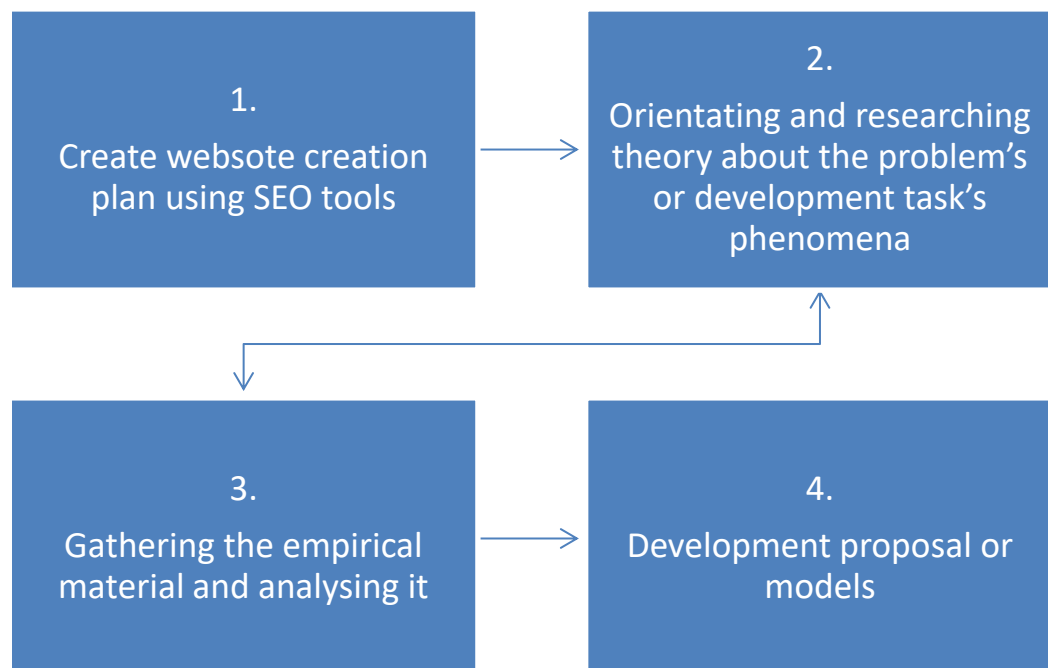 1.
Create websote creation
plan using SEO tools
2.
Orientating and researching
theory about the problem’s
or development task’s
phenomena
3.
Gathering the empirical
material and analysing it
4.
Development proposal or
models